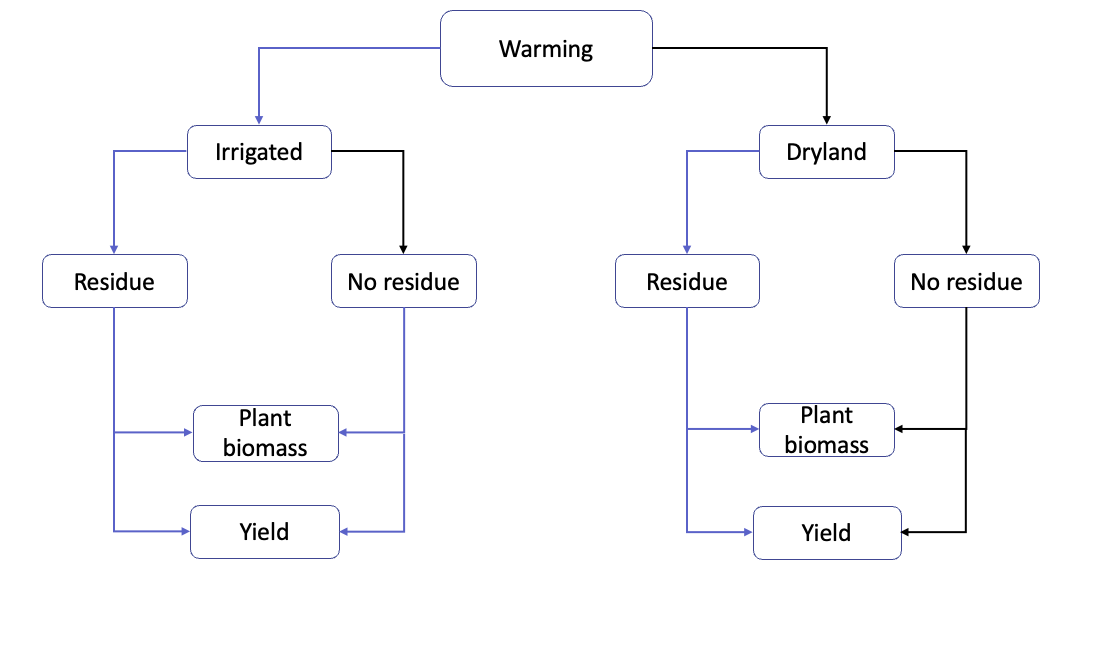 Warming
Irrigated
Dryland
Residue
No residue
Residue
No residue
Plant
biomass
Plant
biomass
Yield
Yield